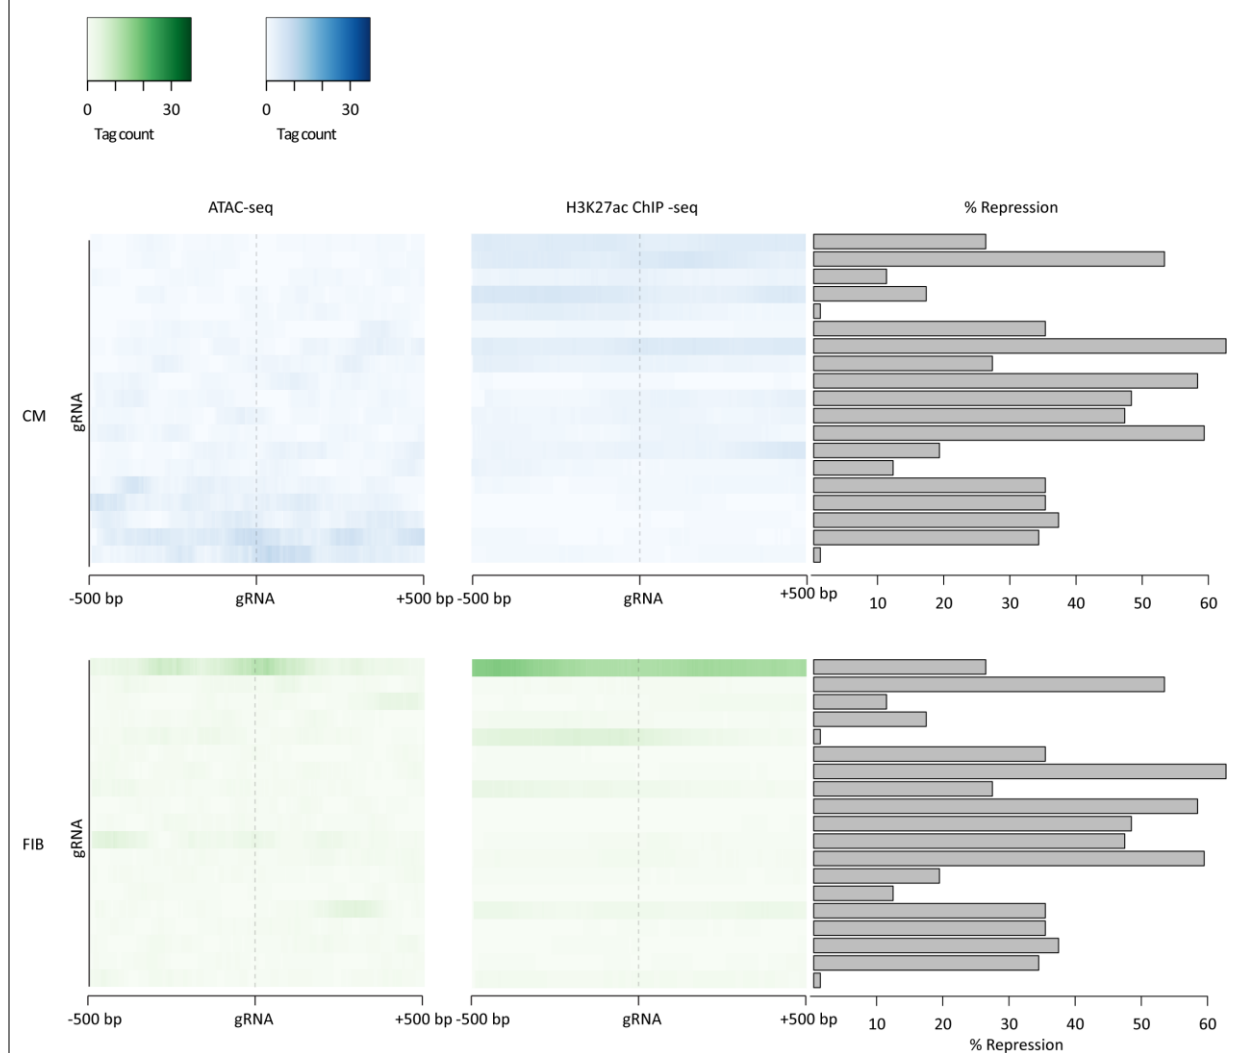 0 30 0 30
Tag count Tag count
ATAC-seq H3K27ac ChIP -seq % Repression
CM
gRNA
-500 bp gRNA +500 bp -500 bp gRNA +500 bp 10 20 30 40 50 60
FIB
gRNA
-500 bp gRNA +500 bp -500 bp gRNA +500 bp 10 20 30 40 50 60
% Repression